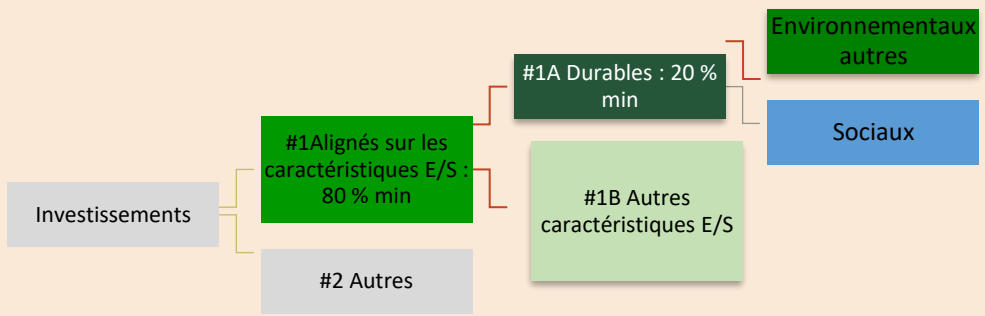 Investissements
#1Alignés sur les
caractéristiques E/S :
80 % min
#2 Autres
#1A Durables : 20 %
min
#1B Autres
caractéristiques E/S
Environnementaux
autres
Sociaux